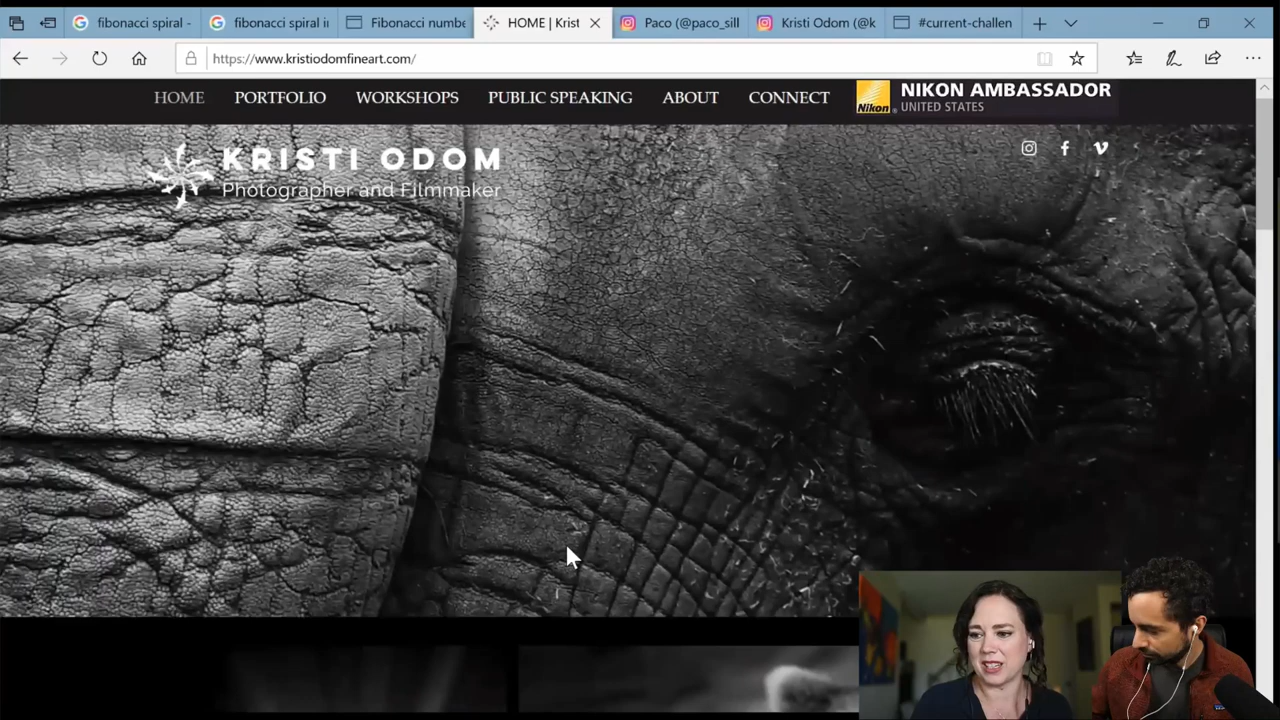 fibonacci spiral -
fibonacci spiral i
Fibonacci numbe
HOME | Krist
Paco (@paco_sill
Kristi Odom (@k
#current-challen
https://www.kristiodomfineart.com/
HOME
PORTFOLIO
WORKSHOPS
PUBLIC SPEAKING
ABOUT
CONNECT
Nikon
NIKON AMBASSADOR
UNITED STATES
KRISTI ODOM
Photographer and Filmmaker